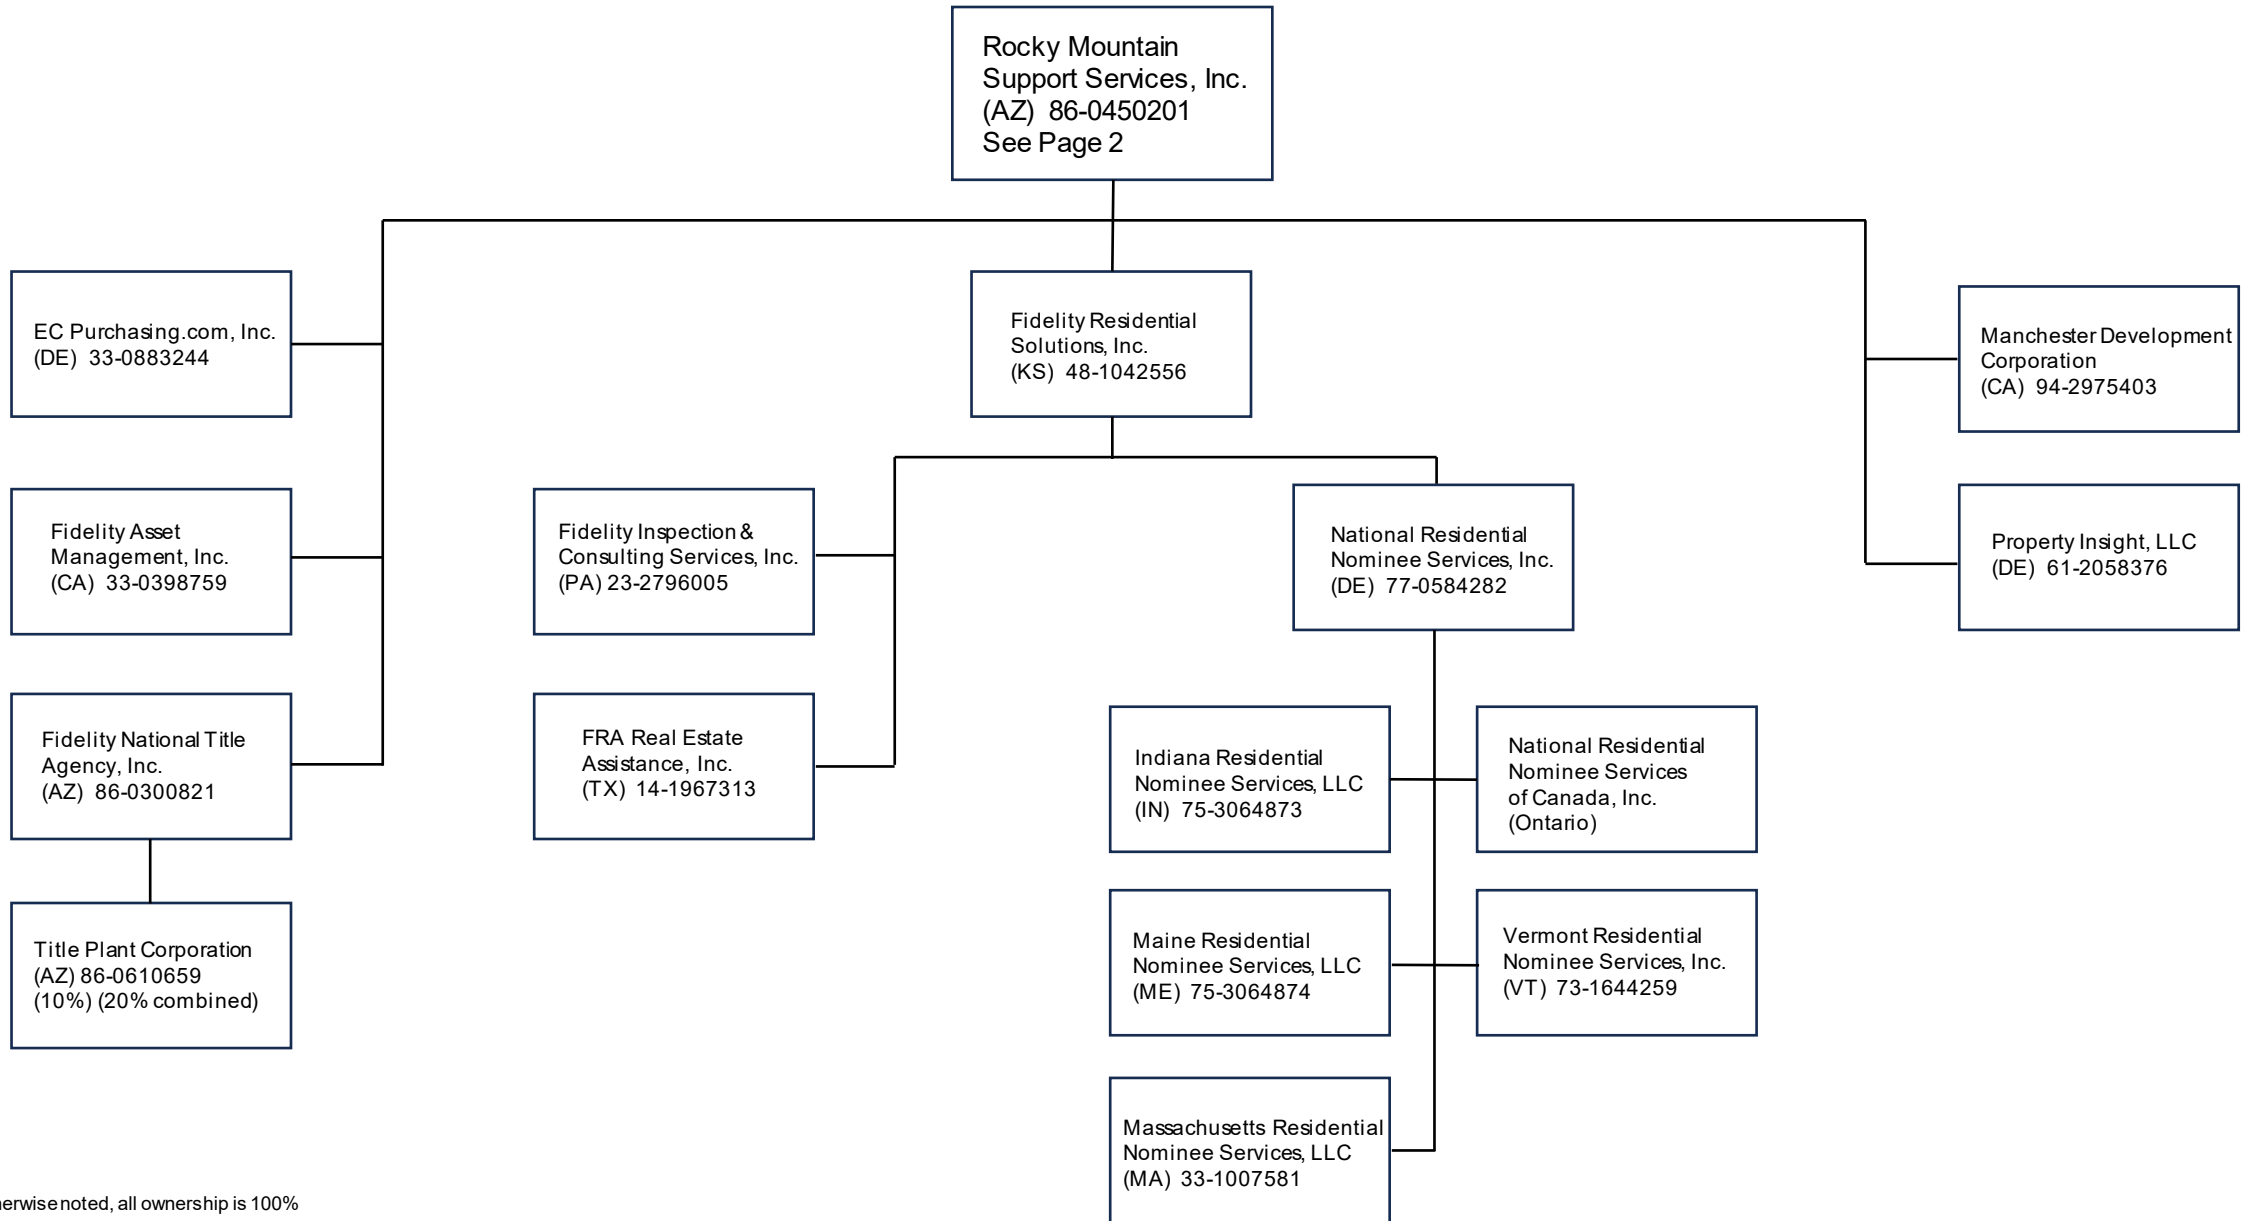 Rocky Mountain
Support Services, Inc.
(AZ) 86-0450201
See Page 2
EC Purchasing.com, Inc.
(DE) 33-0883244
Fidelity Residential
Solutions, Inc.
(KS) 48-1042556
Manchester Development
Corporation
(CA) 94-2975403
Fidelity Asset
Management, Inc.
(CA) 33-0398759
Fidelity Inspection &
Consulting Services, Inc.
(PA) 23-2796005
National Residential
Nominee Services, Inc.
(DE) 77-0584282
Property Insight, LLC
(DE) 61-2058376
Fidelity National Title
Agency, Inc.
(AZ) 86-0300821
FRA Real Estate
Assistance, Inc.
(TX) 14-1967313
Indiana Residential
Nominee Services, LLC
(IN) 75-3064873
National Residential
Nominee Services
of Canada, Inc.
(Ontario)
Title Plant Corporation
(AZ) 86-0610659
(10%) (20% combined)
Maine Residential
Nominee Services, LLC
(ME) 75-3064874
Vermont Residential
Nominee Services, Inc.
(VT) 73-1644259
Massachusetts Residential
Nominee Services, LLC
(MA) 33-1007581
noted, all ownership is 100%